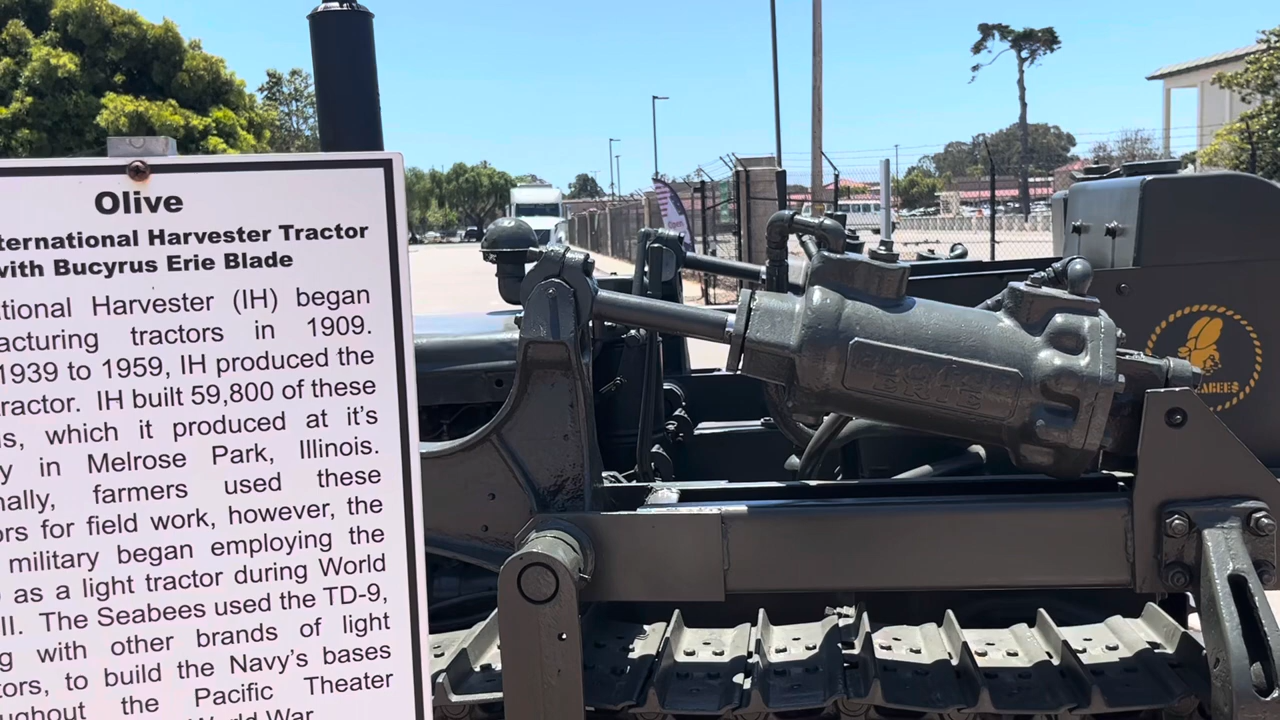 Olive
ternational Harvester Tractor
with Bucyrus Erie Blade
tional Harvester (IH) began
acturing tractors in 1909.
1939 to 1959, IH produced the
ractor. IH built 59,800 of these
s, which it produced at it's
y in Melrose Park, Illinois.
nally, farmers used these
ors for field work, however, the
military began employing the
as a light tractor during World
II. The Seabees used the TD-9,
g with other brands of light
tors, to build the Navy's bases
ughout the Pacific Theater
World War
ERIE
SEABEES